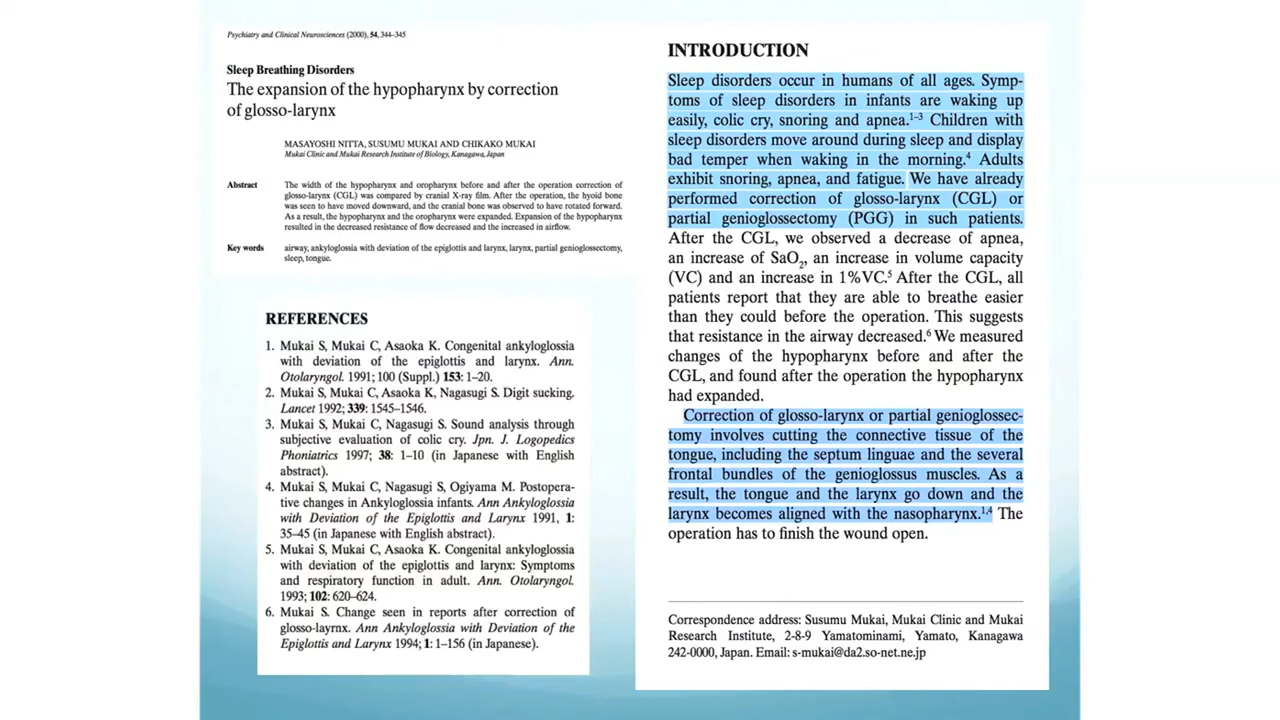 Psychiatry and Clinical Neurosciences (2000), 54, 344–345
Sleep Breathing Disorders
The expansion of the hypopharynx by correction
of glosso-larynx
MASAYOSHI NITTA, SUSUMU MUKAI AND CHIKAKO MUKAI
Mukai Clinic and Mukai Research Institute of Biology, Kanagawa, Japan
Abstract
The width of the hypopharynx and oropharynx before and after the operation correction of
glosso-larynx (CGL) was compared by cranial X-ray film. After the operation, the hyoid bone
was seen to have moved downward, and the cranial bone was observed to have rotated forward.
As a result, the hypopharynx and the oropharynx were expanded. Expansion of the hypopharynx
resulted in the decreased resistance of flow decreased and the increased in airflow.
Key words
airway, ankyloglossia with deviation of the epiglottis and larynx, larynx, partial genioglossectomy,
sleep, tongue.
REFERENCES
1. Mukai S, Mukai C, Asaoka K. Congenital ankyloglossia
with deviation of the epiglottis and larynx. Ann.
Otolaryngol. 1991; 100 (Suppl.) 153: 1–20.
2. Mukai S, Mukai C, Asaoka K, Nagasugi S. Digit sucking.
Lancet 1992; 339: 1545–1546.
3. Mukai S, Mukai C, Nagasugi S. Sound analysis through
subjective evaluation of colic cry. Jpn. J. Logopedics
Phoniatrics 1997; 38: 1–10 (in Japanese with English
abstract).
4. Mukai S, Mukai C, Nagasugi S, Ogiyama M. Postopera-
tive changes in Ankyloglossia infants. Ann Ankyloglossia
with Deviation of the Epiglottis and Larynx 1991, 1:
35–45 (in Japanese with English abstract).
5. Mukai S, Mukai C, Asaoka K. Congenital ankyloglossia
with deviation of the epiglottis and larynx: Symptoms
and respiratory function in adult. Ann. Otolaryngol.
1993; 102: 620–624.
6. Mukai S. Change seen in reports after correction of
glosso-layrnx. Ann Ankyloglossia with Deviation of the
Epiglottis and Larynx 1994; 1: 1–156 (in Japanese).
INTRODUCTION
Sleep disorders occur in humans of all ages. Symp-
toms of sleep disorders in infants are waking up
easily, colic cry, snoring and apnea.1–3 Children with
sleep disorders move around during sleep and display
bad temper when waking in the morning.4 Adults
exhibit snoring, apnea, and fatigue. We have already
performed correction of glosso-larynx (CGL) or
partial genioglossectomy (PGG) in such patients.
After the CGL, we observed a decrease of apnea,
an increase of SaO2, an increase in volume capacity
(VC) and an increase in 1%VC.5 After the CGL, all
patients report that they are able to breathe easier
than they could before the operation. This suggests
that resistance in the airway decreased.6 We measured
changes of the hypopharynx before and after the
CGL, and found after the operation the hypopharynx
had expanded.
Correction of glosso-larynx or partial genioglossec-
tomy involves cutting the connective tissue of the
tongue, including the septum linguae and the several
frontal bundles of the genioglossus muscles. As a
result, the tongue and the larynx go down and the
larynx becomes aligned with the nasopharynx.1,4 The
operation has to finish the wound open.
Correspondence address: Susumu Mukai, Mukai Clinic and Mukai
Research Institute, 2-8-9 Yamatominami, Yamato, Kanagawa
242-0000, Japan. Email: s-mukai@da2.so-net.ne.jp